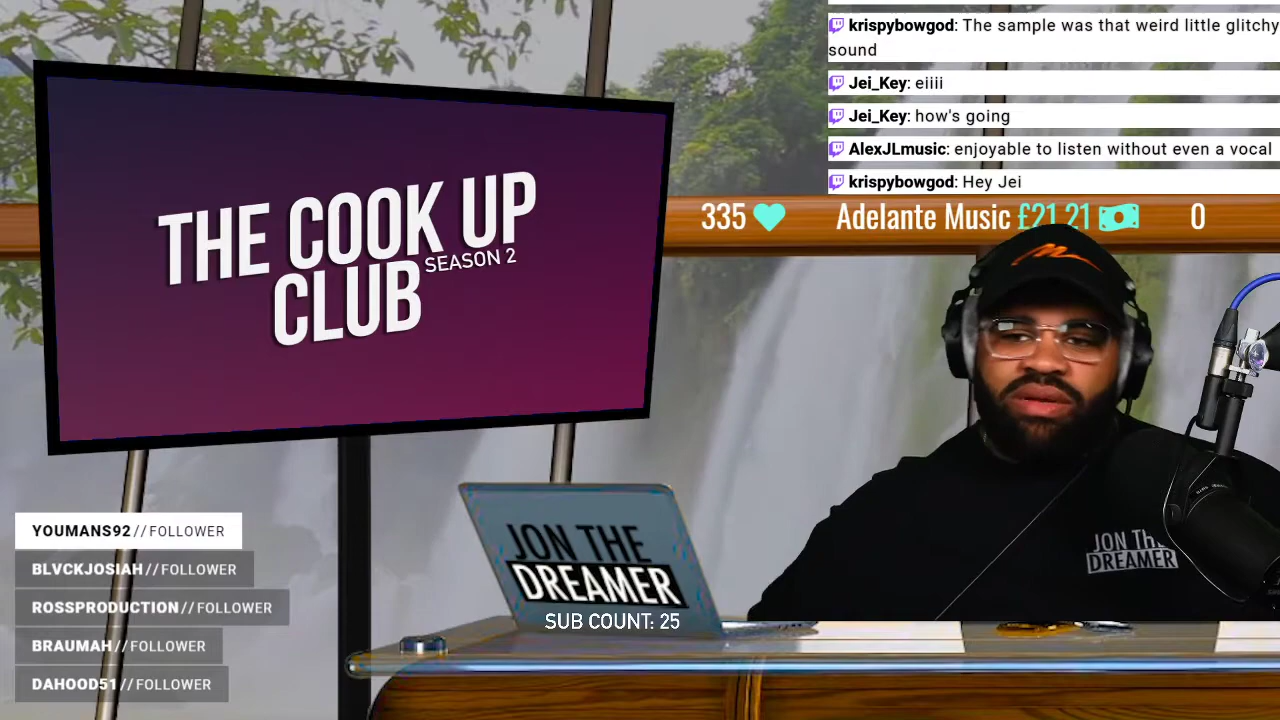 krispybowgod: The sample was that weird little glitchy
sound
Jei_Key: eiiii
Jei_Key: how's going
AlexJLmusic: enjoyable to listen without even a vocal
krispybowgod: Hey Jei
335 Adelante Music £21.21 0
THE COOK UP
CLUB SEASON 2
JON THE
DREAMER
JON THE
DREAMER
SUB COUNT: 25
YOUMANS92//FOLLOWER
BLVCKJOSIAH//FOLLOWER
ROSSPRODUCTION//FOLLOWER
BRAUMAH//FOLLOWER
DAHOOD51//FOLLOWER